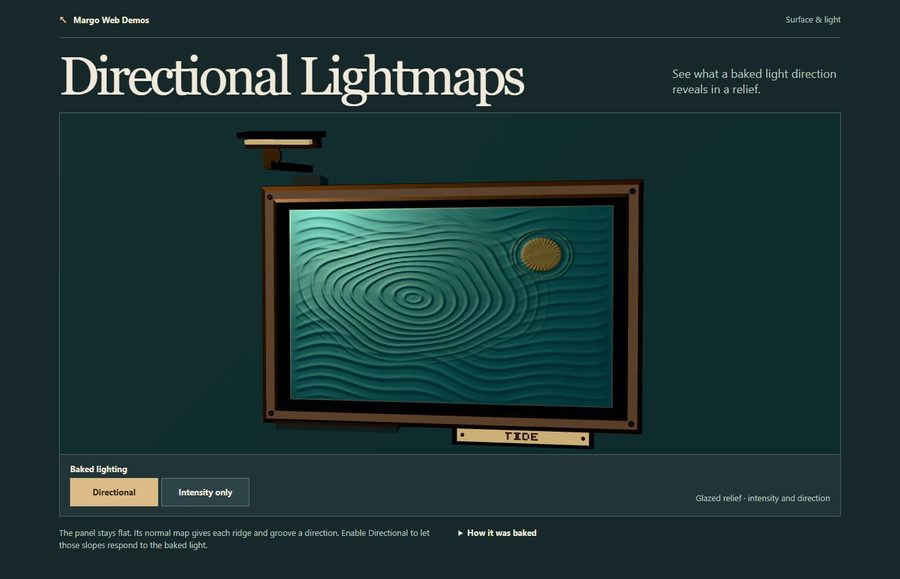 Margo Web Demos
Surface & light
Directional Lightmaps
See what a baked light direction
reveals in a relief.
TIDE
Baked lighting
Directional
Intensity only
Glazed relief · intensity and direction
The panel stays flat. Its normal map gives each ridge and groove a direction. Enable Directional to let
those slopes respond to the baked light.
How it was baked